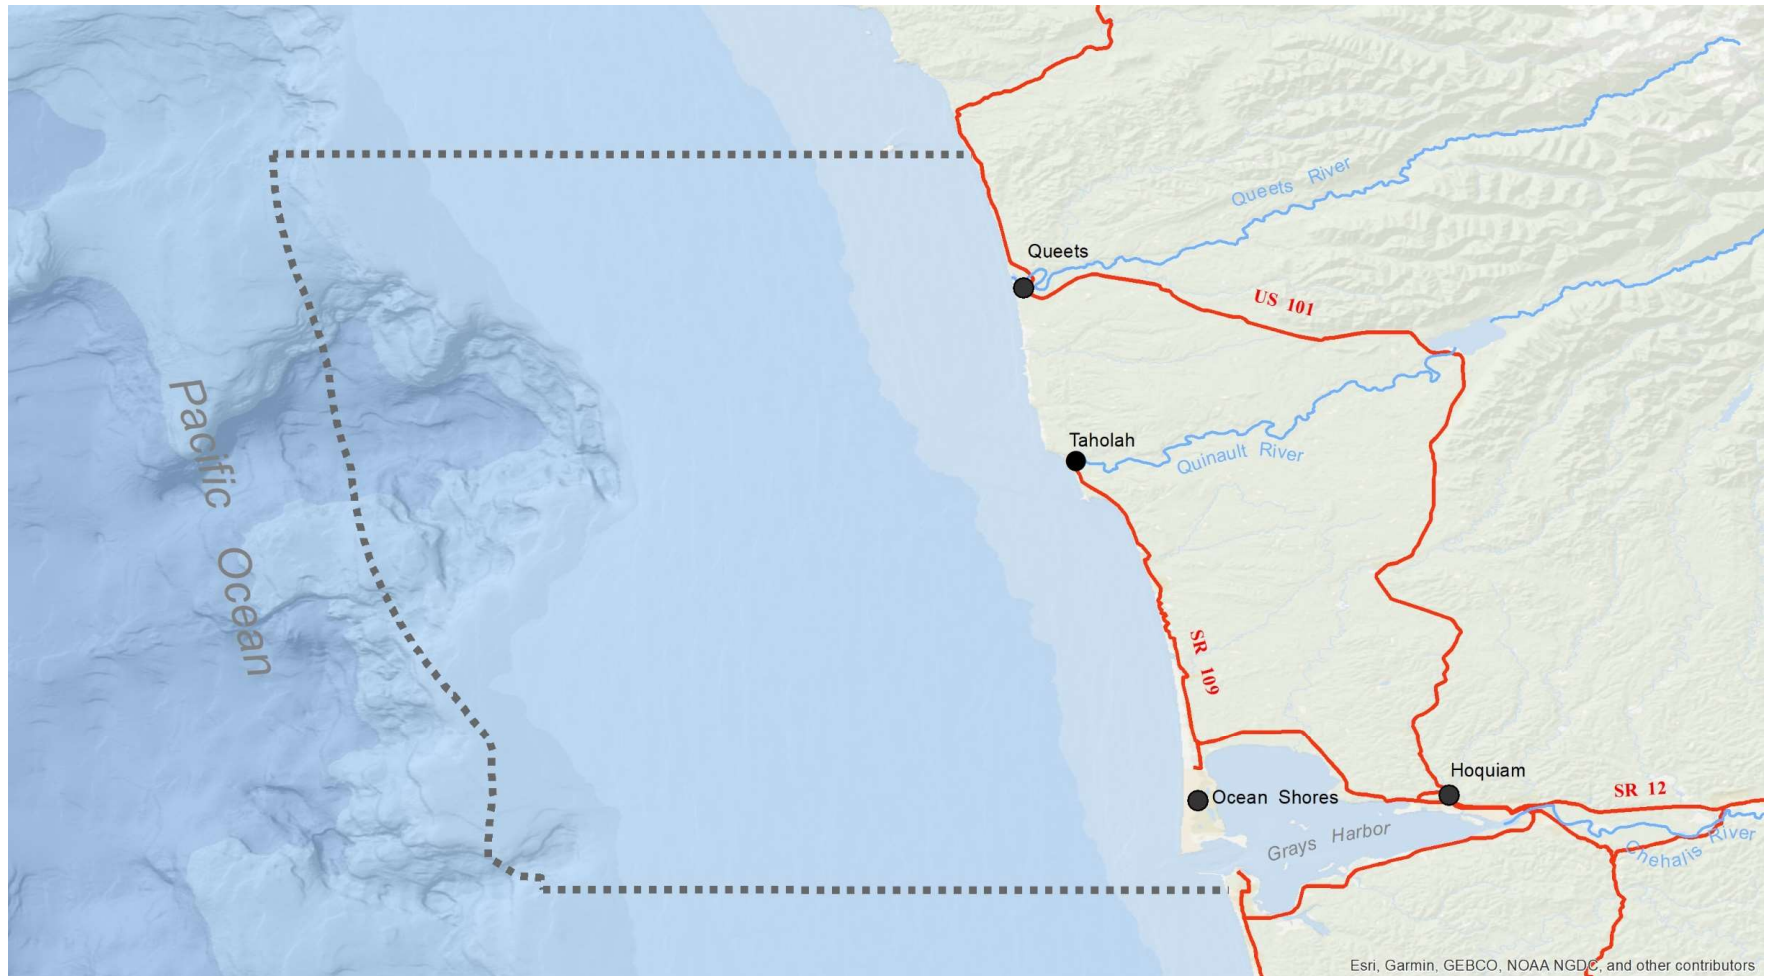 Queets River
Queets
US 101
Taholah
Quinault River
Pacific Ocean
SR 109
Hoquiam
SR 12
Ocean Shores
Grays Harbor
Chehalis River
Esri, Garmin, GEBCO, NOAA NGDC, and other contributors